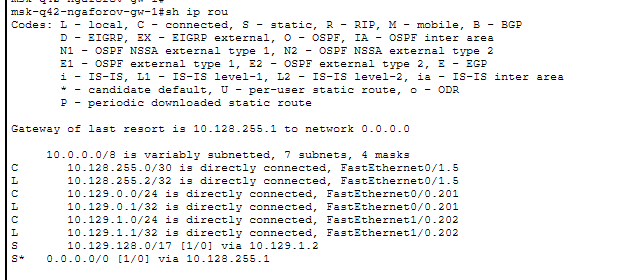 msk-q42-ngaforov-gw-1#sh ip rou
Codes: L - local, C - connected, S - static, R - RIP, M - mobile, B - BGP
       D - EIGRP, EX - EIGRP external, O - OSPF, IA - OSPF inter area
       N1 - OSPF NSSA external type 1, N2 - OSPF NSSA external type 2
       E1 - OSPF external type 1, E2 - OSPF external type 2, E - EGP
       i - IS-IS, L1 - IS-IS level-1, L2 - IS-IS level-2, ia - IS-IS inter area
       * - candidate default, U - per-user static route, o - ODR
       P - periodic downloaded static route
Gateway of last resort is 10.128.255.1 to network 0.0.0.0
     10.0.0.0/8 is variably subnetted, 7 subnets, 4 masks
C       10.128.255.0/30 is directly connected, FastEthernet0/1.5
L       10.128.255.2/32 is directly connected, FastEthernet0/1.5
C       10.129.0.0/24 is directly connected, FastEthernet0/0.201
L       10.129.0.1/32 is directly connected, FastEthernet0/0.201
C       10.129.1.0/24 is directly connected, FastEthernet1/0.202
L       10.129.1.1/32 is directly connected, FastEthernet1/0.202
S       10.129.128.0/17 [1/0] via 10.129.1.2
S*   0.0.0.0/0 [1/0] via 10.128.255.1